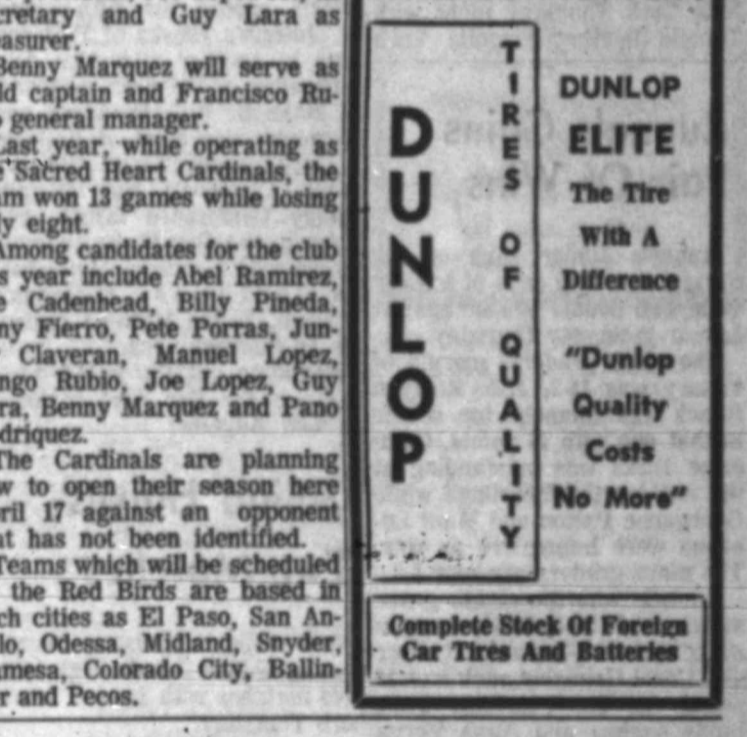 cretary and Guy Lara as
easurer.
Benny Marquez will serve as
ld captain and Francisco Ru-
o general manager.
Last year, while operating as
e Sacred Heart Cardinals, the
am won 13 games while losing
ly eight.
Among candidates for the club
s year include Abel Ramirez,
e Cadenhead, Billy Pineda,
ny Fierro, Pete Porras, Jun-
Claveran, Manuel Lopez,
ngo Rubio, Joe Lopez, Guy
ra, Benny Marquez and Pano
driquez.
The Cardinals are planning
w to open their season here
ril 17 against an opponent
at has not been identified.
Teams which will be scheduled
the Red Birds are based in
ch cities as El Paso, San An-
lo, Odessa, Midland, Snyder,
mesa, Colorado City, Ballin-
r and Pecos.
DUNLOP
TIRES OF QUALITY
DUNLOP
ELITE
The Tire
With A
Difference
"Dunlop
Quality
Costs
No More"
Complete Stock Of Foreign
Car Tires And Batteries